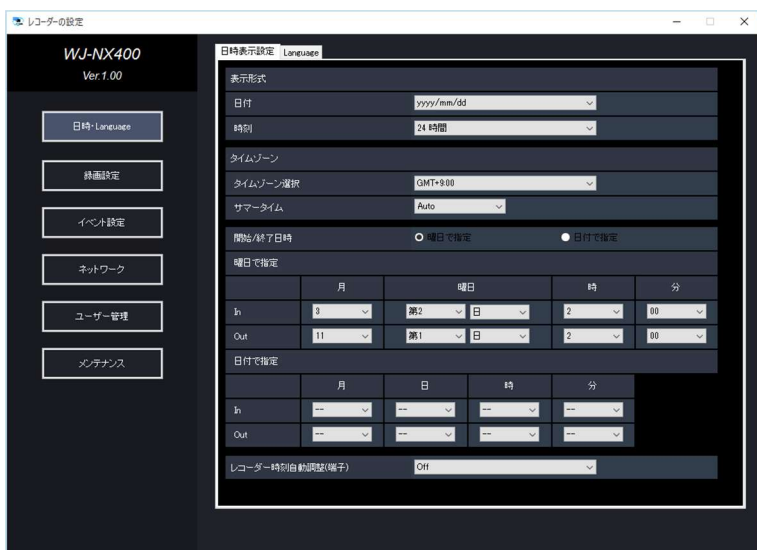 レコーダーの設定
WJ-NX400
Ver.1.00
日時・Language
録画設定
イベント設定
ネットワーク
ユーザー管理
メンテナンス
日時表示設定 Language
表示形式
日付 yyyy/mm/dd
時刻 24 時間
タイムゾーン
タイムゾーン選択 GMT+9:00
サマータイム Auto
開始/終了日時 曜日で指定 日付で指定
曜日で指定
月 曜日 時 分
In 3 第2 日 2 00
Out 11 第1 日 2 00
日付で指定
月 日 時 分
In -- -- -- --
Out -- -- -- --
レコーダー時刻自動調整(端子) Off